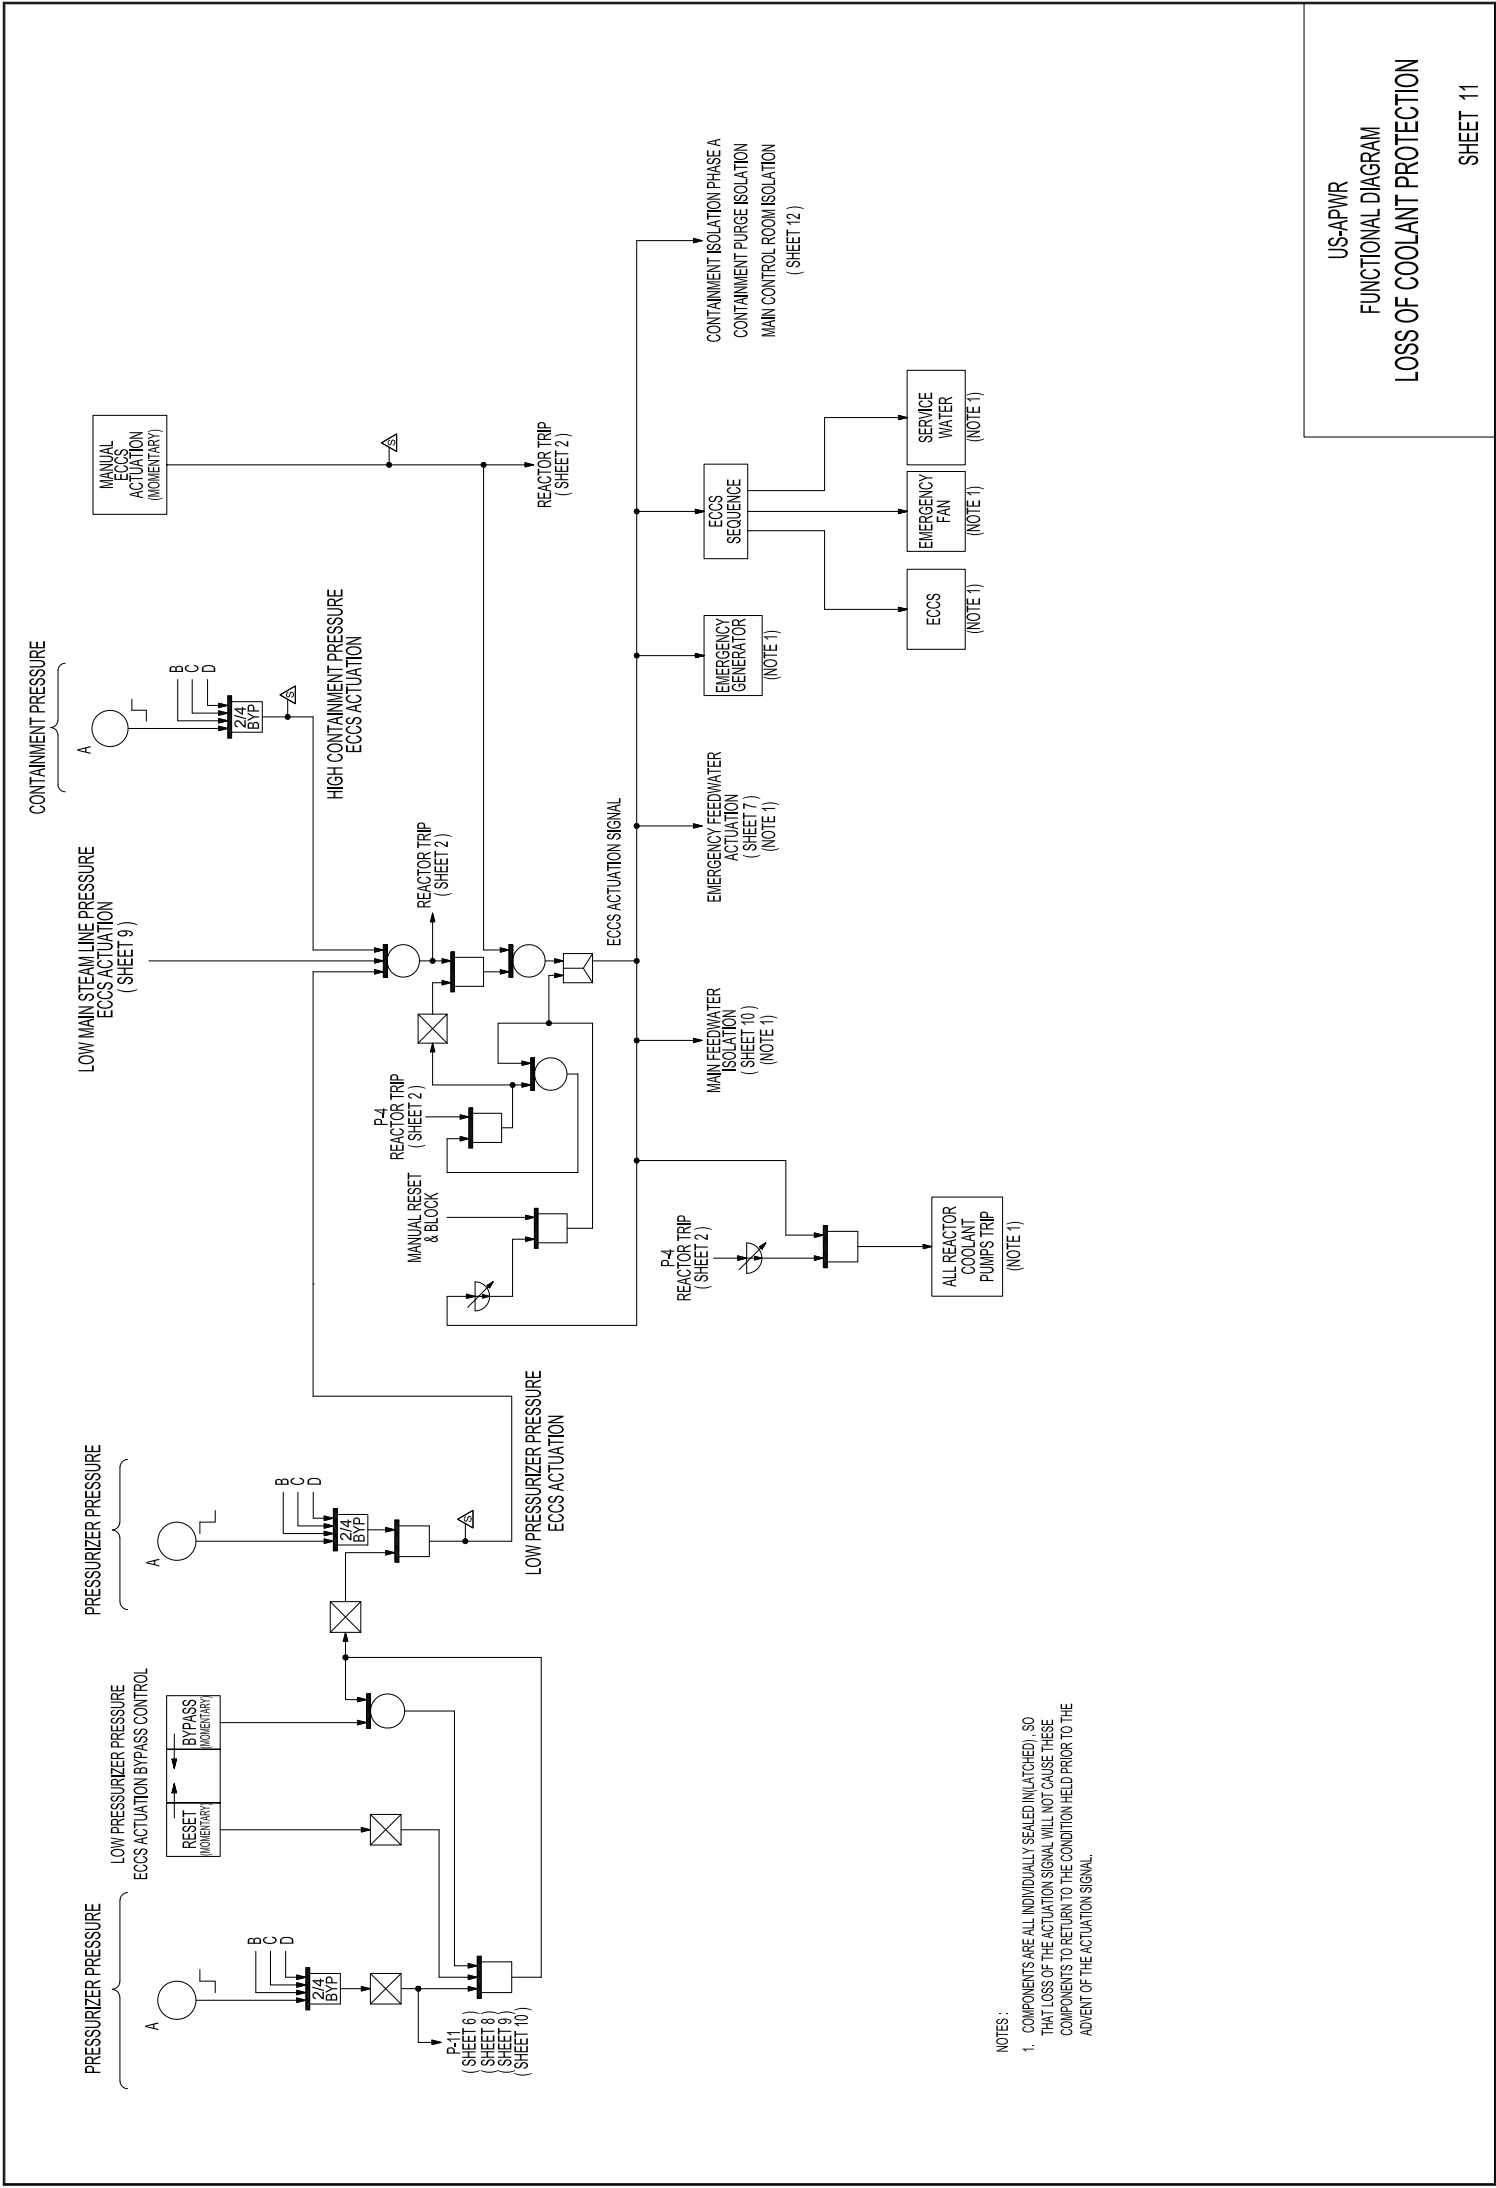 PRESSURIZER PRESSURE
A
B
C
D
2/4
BYP
P-11
( SHEET 6 )
( SHEET 8 )
( SHEET 9 )
( SHEET 10 )
LOW PRESSURIZER PRESSURE
ECCS ACTUATION BYPASS CONTROL
RESET
(MOMENTARY)
BYPASS
(MOMENTARY)
PRESSURIZER PRESSURE
A
B
C
D
2/4
BYP
S
LOW PRESSURIZER PRESSURE
ECCS ACTUATION
LOW MAIN STEAM LINE PRESSURE
ECCS ACTUATION
( SHEET 9 )
CONTAINMENT PRESSURE
A
B
C
D
2/4
BYP
S
HIGH CONTAINMENT PRESSURE
ECCS ACTUATION
MANUAL
ECCS
ACTUATION
(MOMENTARY)
S
REACTOR TRIP
( SHEET 2 )
REACTOR TRIP
( SHEET 2 )
P-4
REACTOR TRIP
( SHEET 2 )
MANUAL RESET
& BLOCK
ECCS ACTUATION SIGNAL
P-4
REACTOR TRIP
( SHEET 2 )
ALL REACTOR
COOLANT
PUMPS TRIP
(NOTE 1)
MAIN FEEDWATER
ISOLATION
( SHEET 10 )
(NOTE 1)
EMERGENCY FEEDWATER
ACTUATION
( SHEET 7 )
(NOTE 1)
EMERGENCY
GENERATOR
(NOTE 1)
ECCS
SEQUENCE
ECCS
(NOTE 1)
EMERGENCY
FAN
(NOTE 1)
SERVICE
WATER
(NOTE 1)
CONTAINMENT ISOLATION PHASE A
CONTAINMENT PURGE ISOLATION
MAIN CONTROL ROOM ISOLATION
( SHEET 12 )
NOTES :
1. COMPONENTS ARE ALL INDIVIDUALLY SEALED IN(LATCHED) , SO
THAT LOSS OF THE ACTUATION SIGNAL WILL NOT CAUSE THESE
COMPONENTS TO RETURN TO THE CONDITION HELD PRIOR TO THE
ADVENT OF THE ACTUATION SIGNAL.
US-APWR
FUNCTIONAL DIAGRAM
LOSS OF COOLANT PROTECTION
SHEET 11